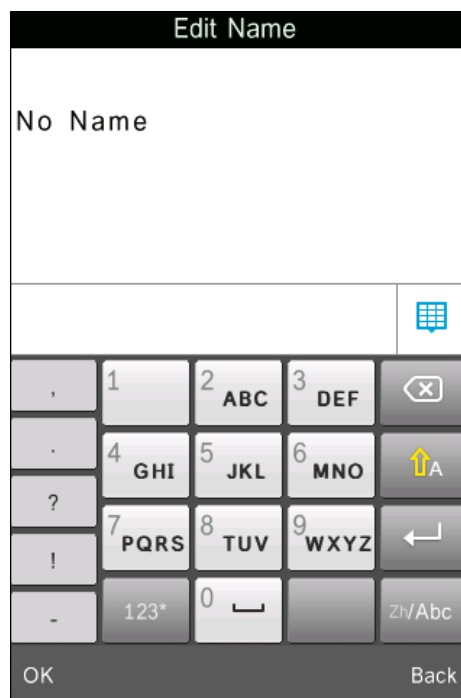 Edit Name
No Name
,
1
2 ABC
3 DEF
.
4 GHI
5 JKL
6 MNO
A
?
7 PQRS
8 TUV
9 WXYZ
!
-
123*
0
Zh/Abc
OK
Back